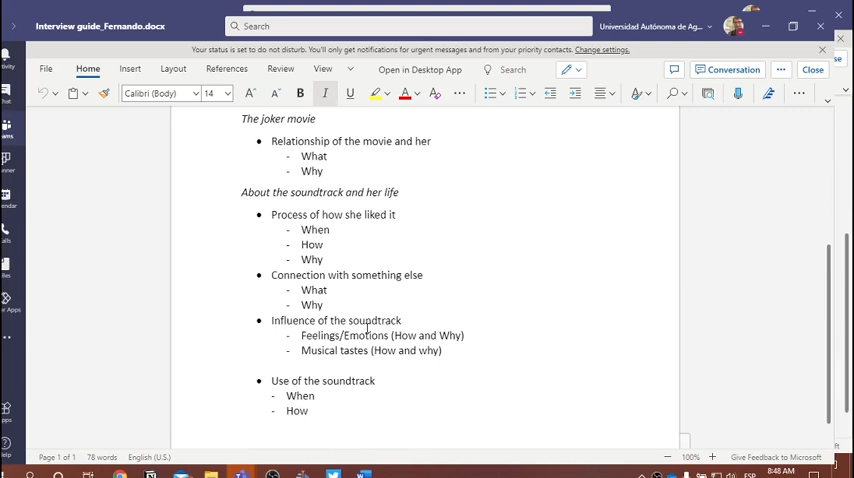 Interview guide_Fernando.docx
Search
Universidad Autónoma de Ag...
Your status is set to do not disturb. You'll only get notifications for urgent messages and from your priority contacts. Change settings.
File Home Insert Layout References Review View Open in Desktop App Search Conversation Close
Calibri (Body) 14
The joker movie
Relationship of the movie and her
- What
- Why
About the soundtrack and her life
Process of how she liked it
- When
- How
- Why
Connection with something else
- What
- Why
Influence of the soundtrack
- Feelings/Emotions (How and Why)
- Musical tastes (How and why)
Use of the soundtrack
- When
- How
Page 1 of 1 78 words English (U.S.) 100% Give Feedback to Microsoft
ESP 8:48 AM